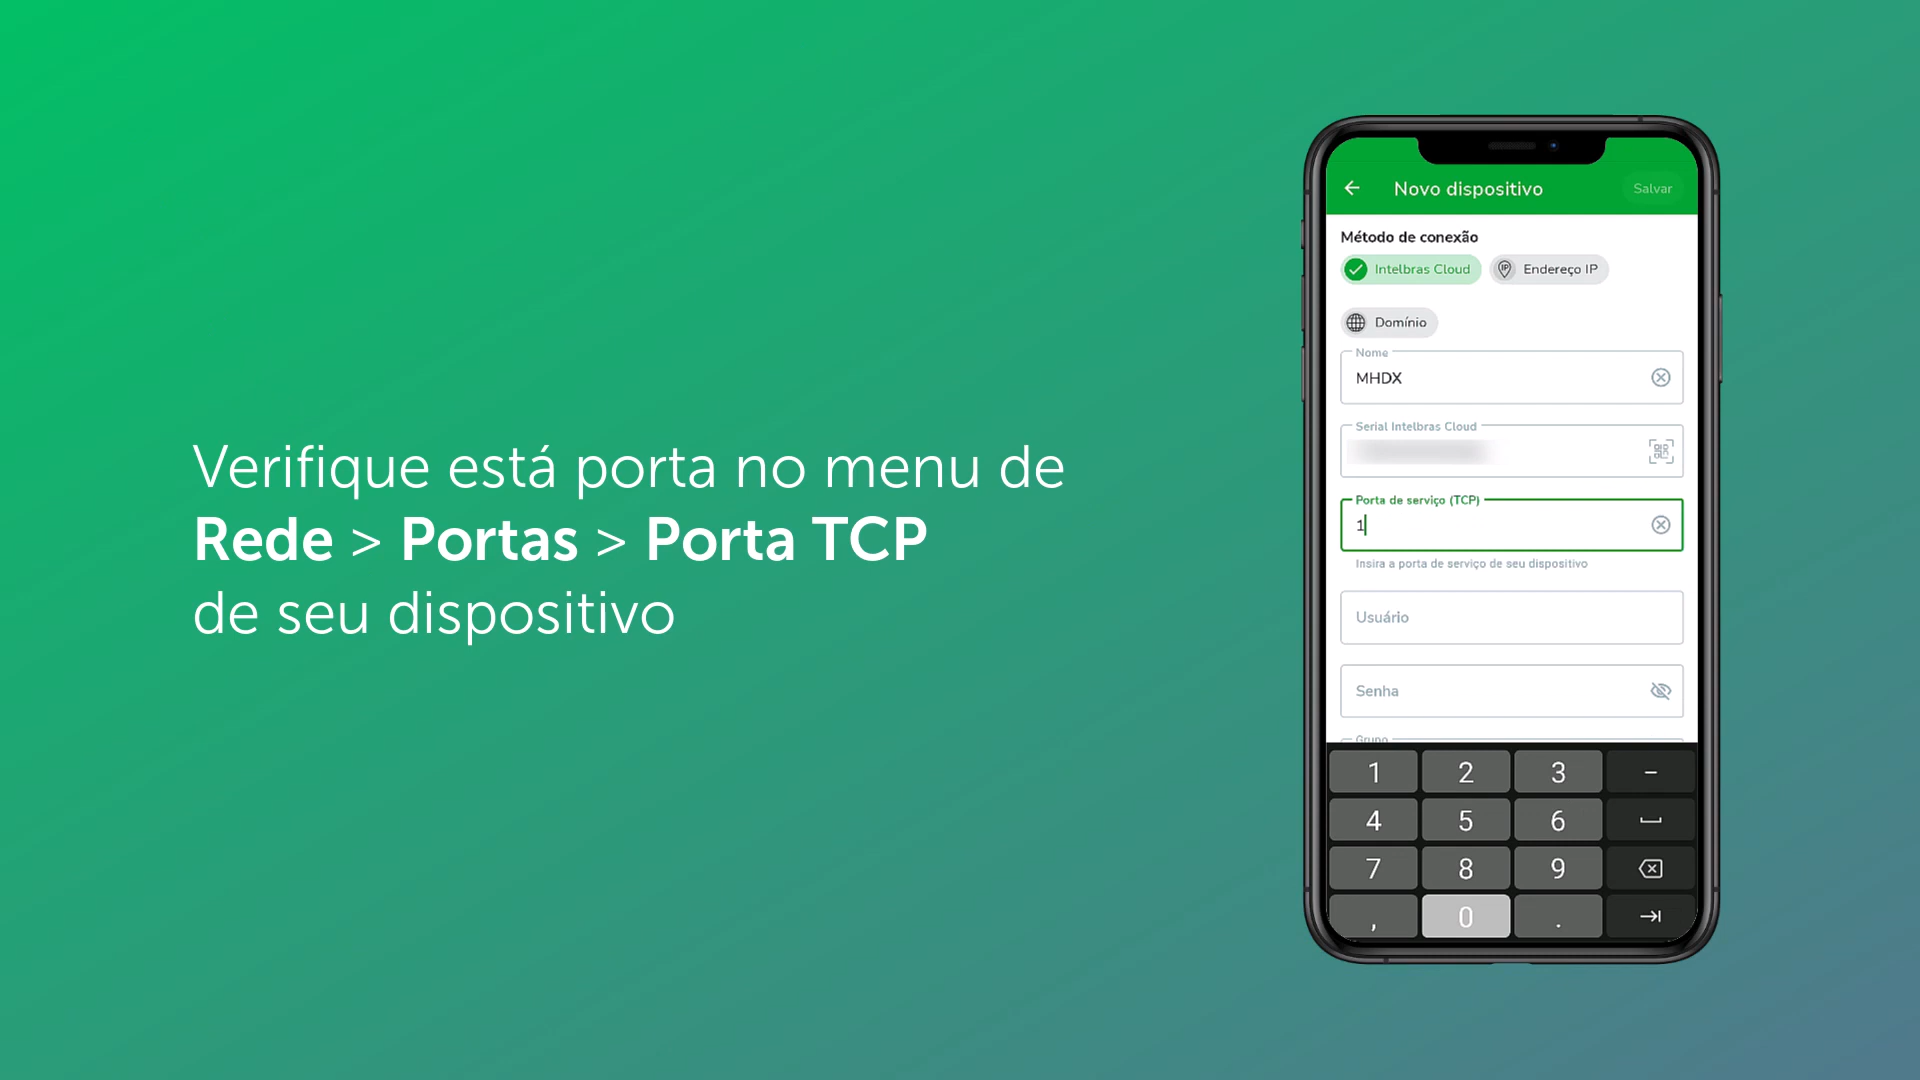 Verifique está porta no menu de
Rede > Portas > Porta TCP
de seu dispositivo
Novo dispositivo
Salvar
Método de conexão
Intelbras Cloud
IP Endereço IP
Domínio
Nome
MHDX
Serial Intelbras Cloud
Porta de serviço (TCP)
1
Insira a porta de serviço de seu dispositivo
Usuário
Senha
Grupo
1 2 3 –
4 5 6
7 8 9
, 0 .